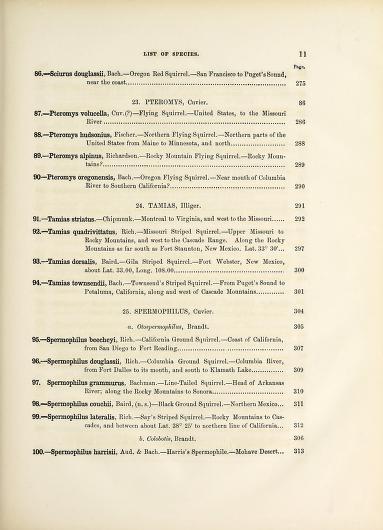 LIST OF SPECIES. 11
Page.
86.—Sciurus douglassii, Bach.—Oregon Red Squirrel.—San Francisco to Puget's Sound,
near the coast........ 275
23. PTEROMYS, Cuvier. 86
87.—Pteromys volucella, Cuv.(?)—Flying Squirrel.—United States, to the Missouri
River ........ 286
88.—Pteromys hudsonius, Fischer.—Northern Flying Squirrel.—Northern parts of the
United States from Maine to Minnesota, and north........ 288
89.—Pteromys alpinus, Richardson.—Rocky Mountain Flying Squirrel.—Rocky Moun-
tains?........ 289
90—Pteromys oregonensis, Bach.—Oregon Flying Squirrel.—Near mouth of Columbia
River to Southern California?........ 290
24. TAMIAS, Illiger. 291
91.—Tamias striatus.—Chipmunk.—Montreal to Virginia, and west to the Missouri...... 292
92.—Tamias quadrivittatus, Rich.—Missouri Striped Squirrel.—Upper Missouri to
Rocky Mountains, and west to the Cascade Range. Along the Rocky
Mountains as far south as Fort Staunton, New Mexico. Lat. 33° 30'... 297
93.—Tamias dorsalis, Baird.—Gila Striped Squirrel.—Fort Webster, New Mexico,
about Lat. 33.00, Long. 108.00........ 300
94.—Tamias townsendii, Bach.—Townsend's Striped Squirrel.—From Puget's Sound to
Petaluma, California, along and west of Cascade Mountains........ 301
25. SPERMOPHILUS, Cuvier. 304
a. Otospermophilus, Brandt. 305
95.—Spermophilus beecheyi, Rich.—California Ground Squirrel.—Coast of California,
from San Diego to Fort Reading........ 307
96.—Spermophilus douglassii, Rich.—Columbia Ground Squirrel.—Columbia River,
from Fort Dalles to its mouth, and south to Klamath Lake........ 309
97. Spermophilus grammurus. Bachman.—Line-Tailed Squirrel.—Head of Arkansas
River; along the Rocky Mountains to Sonora........ 310
98.—Spermophilus couchii, Baird, (n. s.)—Black Ground Squirrel.—Northern Mexico... 311
99.—Spermophilus lateralis, Rich.—Say's Striped Squirrel.—Rocky Mountains to Cas-
cades, and between about Lat. 38° 25' to northern line of California... 312
b. Colobotis, Brandt. 306
100.—Spermophilus harrisii, Aud. & Bach.—Harris's Spermophile.—Mohave Desert... 313